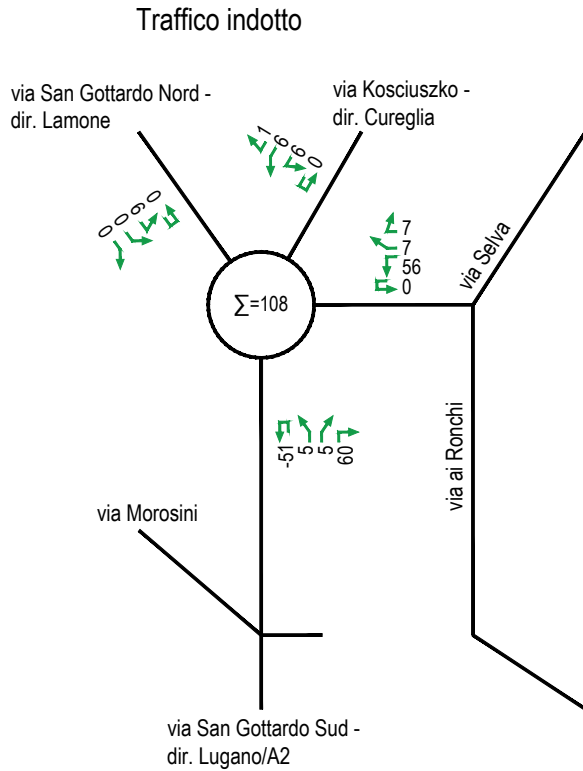 Traffico indotto
via San Gottardo Nord -
dir. Lamone
via Kosciuszko -
dir. Cureglia
1
6
6
0
0
0
6
0
7
7
56
0
via Selva
Σ=108
-51
5
5
60
via ai Ronchi
via Morosini
via San Gottardo Sud -
dir. Lugano/A2